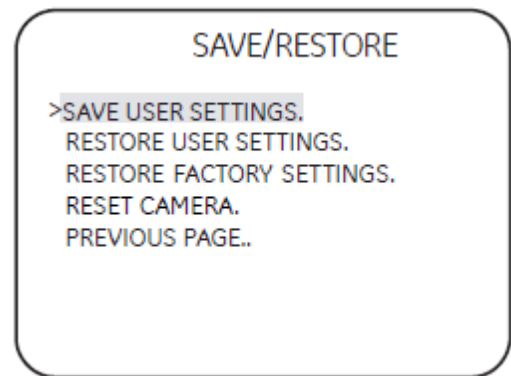 SAVE/RESTORE
>SAVE USER SETTINGS.
RESTORE USER SETTINGS.
RESTORE FACTORY SETTINGS.
RESET CAMERA.
PREVIOUS PAGE..